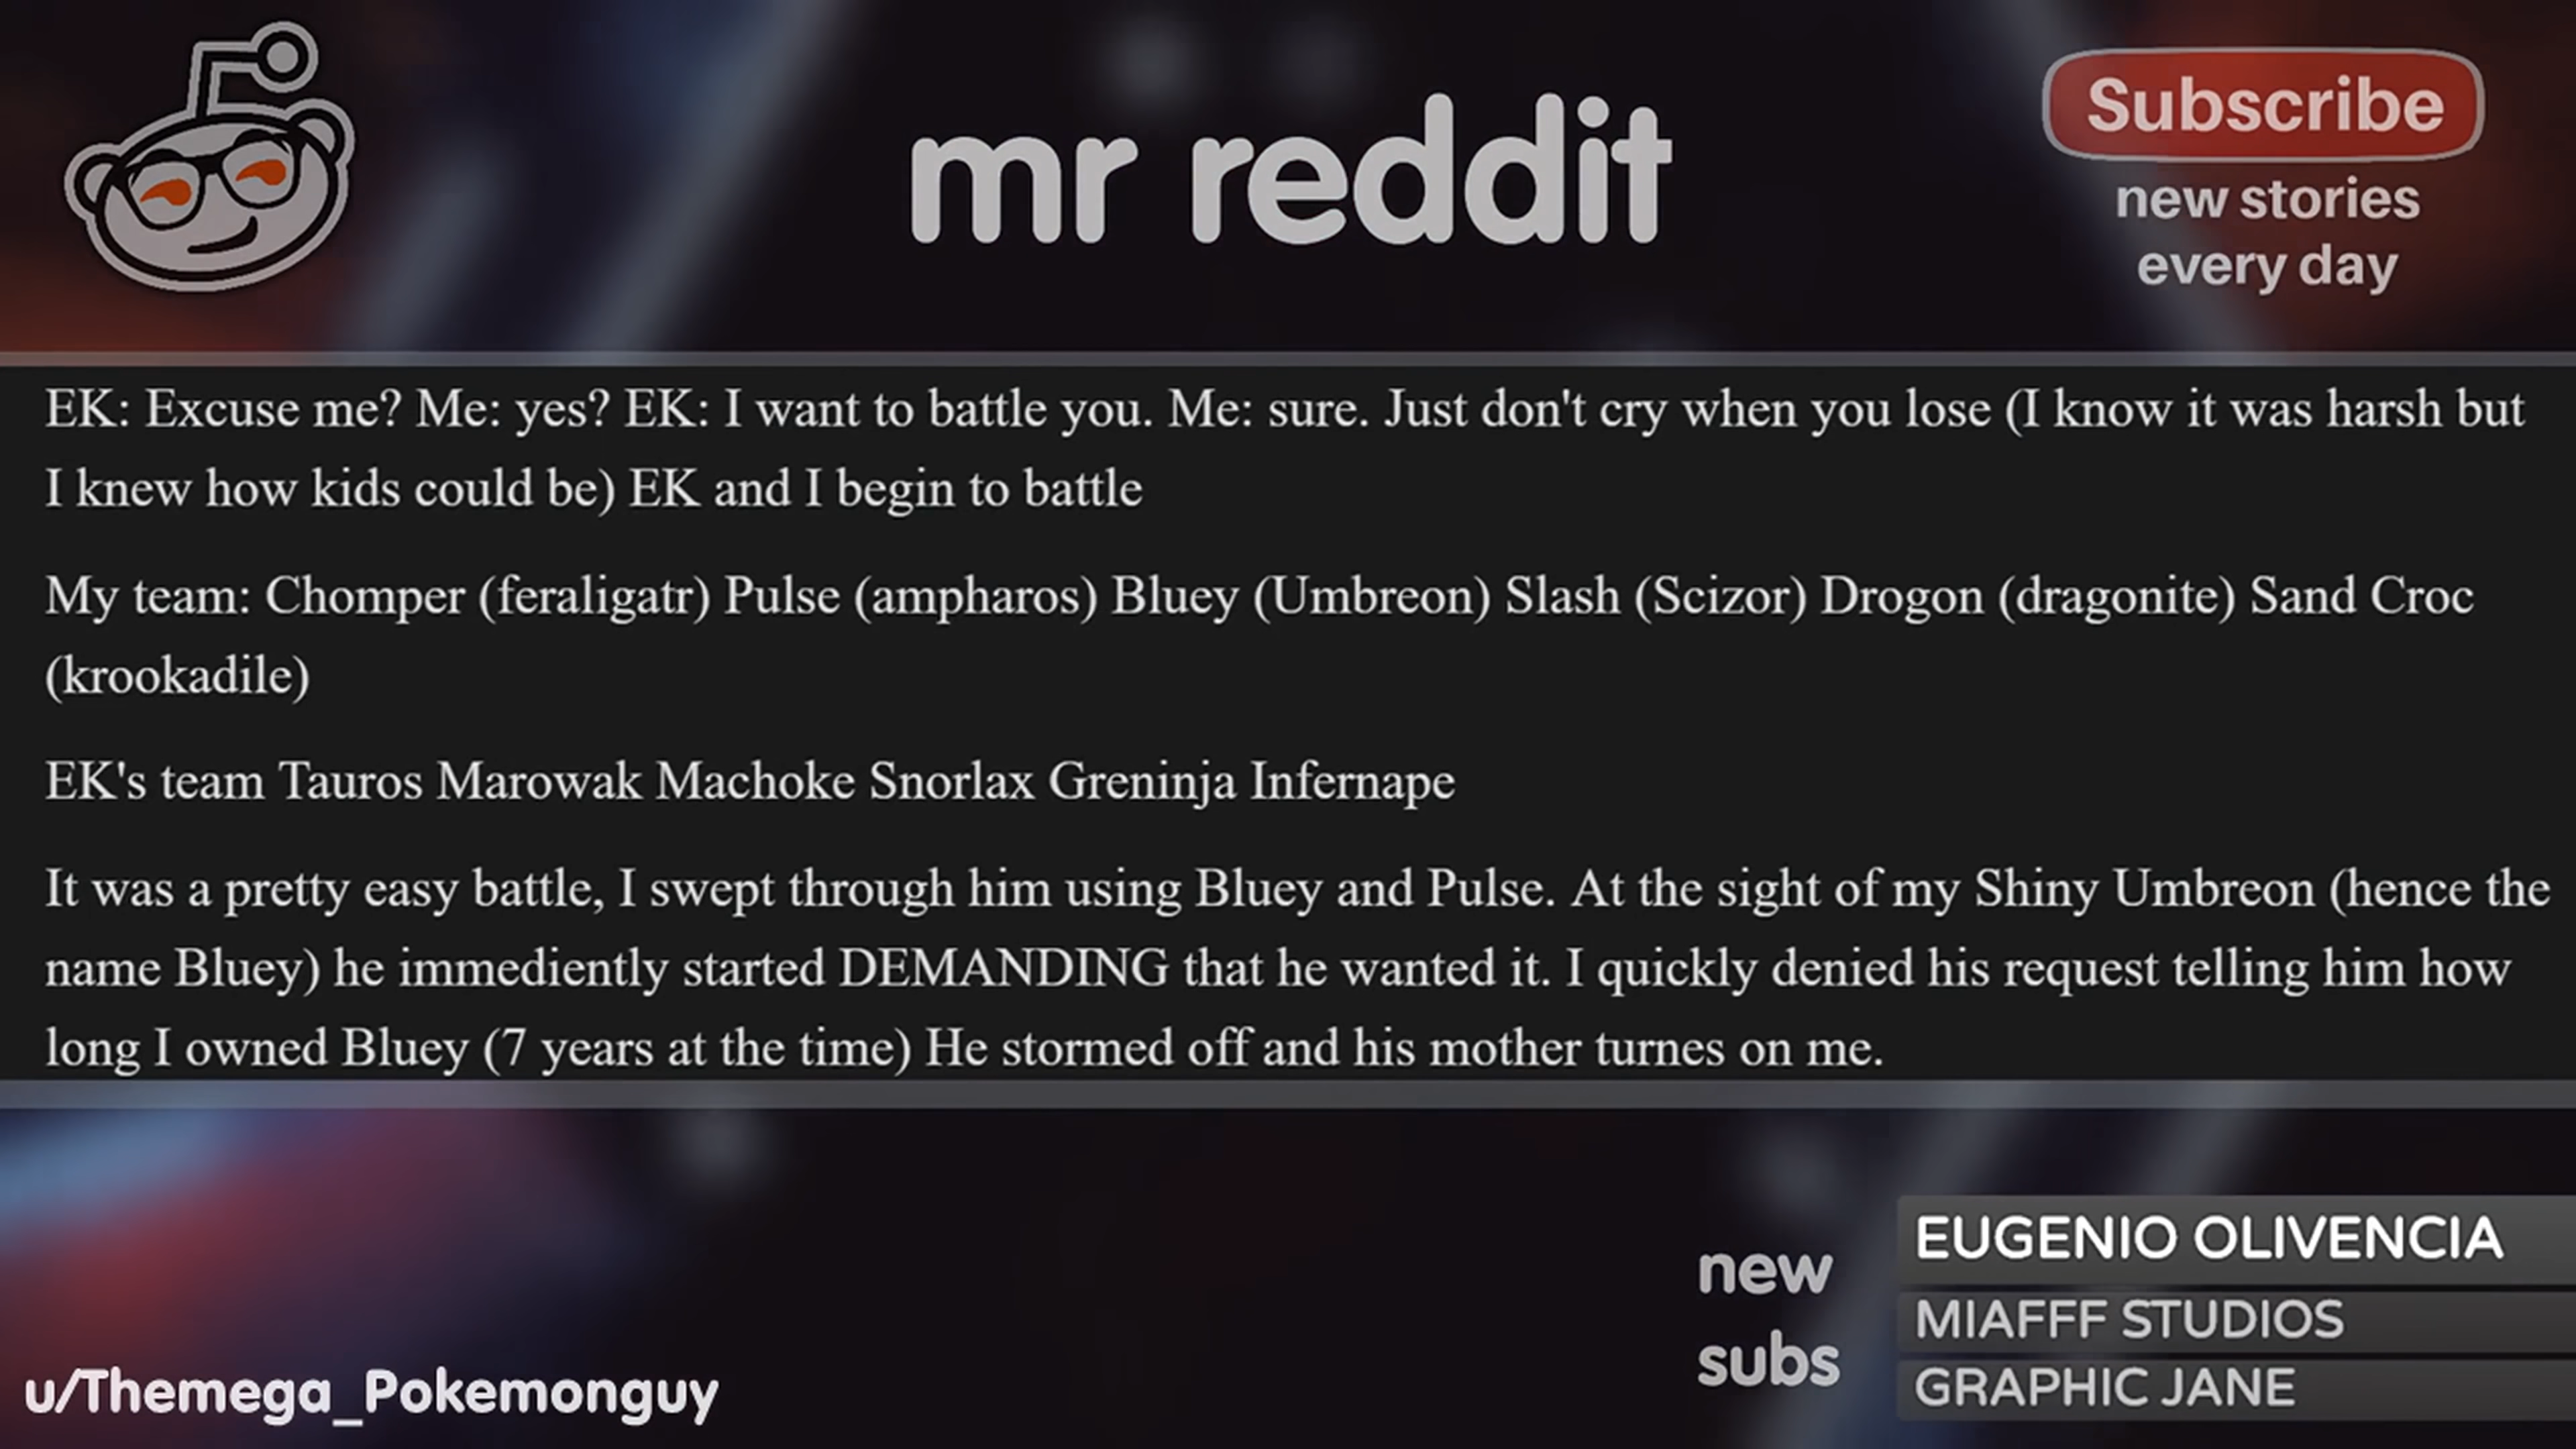 mr reddit
Subscribe
new stories
every day
EK: Excuse me? Me: yes? EK: I want to battle you. Me: sure. Just don't cry when you lose (I know it was harsh but
I knew how kids could be) EK and I begin to battle
My team: Chomper (feraligatr) Pulse (ampharos) Bluey (Umbreon) Slash (Scizor) Drogon (dragonite) Sand Croc
(krookadile)
EK's team Tauros Marowak Machoke Snorlax Greninja Infernape
It was a pretty easy battle, I swept through him using Bluey and Pulse. At the sight of my Shiny Umbreon (hence the
name Bluey) he immediently started DEMANDING that he wanted it. I quickly denied his request telling him how
long I owned Bluey (7 years at the time) He stormed off and his mother turnes on me.
new
subs
EUGENIO OLIVENCIA
MIAFFF STUDIOS
GRAPHIC JANE
u/Themega_Pokemonguy